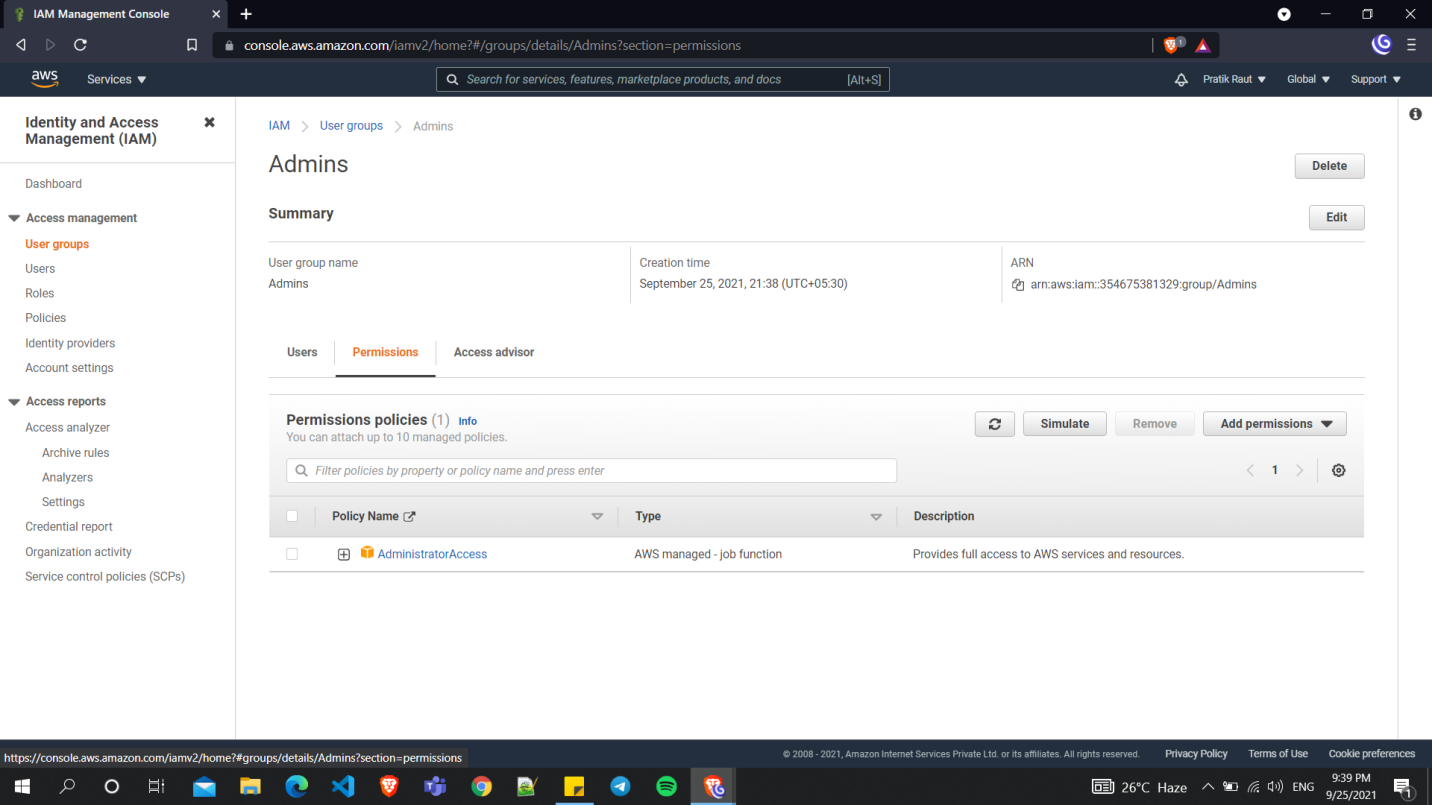 IAM Management Console
console.aws.amazon.com/iamv2/home?#/groups/details/Admins?section=permissions
1
aws
Services
Search for services, features, marketplace products, and docs
[Alt+S]
Pratik Raut
Global
Support
Identity and Access
Management (IAM)
Dashboard
Access management
User groups
Users
Roles
Policies
Identity providers
Account settings
Access reports
Access analyzer
Archive rules
Analyzers
Settings
Credential report
Organization activity
Service control policies (SCPs)
IAM
User groups
Admins
Admins
Delete
Summary
Edit
User group name
Admins
Creation time
September 25, 2021, 21:38 (UTC+05:30)
ARN
arn:aws:iam::354675381329:group/Admins
Users
Permissions
Access advisor
Permissions policies (1) Info
You can attach up to 10 managed policies.
Simulate
Remove
Add permissions
Filter policies by property or policy name and press enter
1
Policy Name
Type
Description
AdministratorAccess
AWS managed - job function
Provides full access to AWS services and resources.
https://console.aws.amazon.com/iamv2/home?#groups/details/Admins?section=permissions
© 2008 - 2021, Amazon Internet Services Private Ltd. or its affiliates. All rights reserved.
Privacy Policy
Terms of Use
Cookie preferences
26°C Haze
ENG
9:39 PM
9/25/2021
1